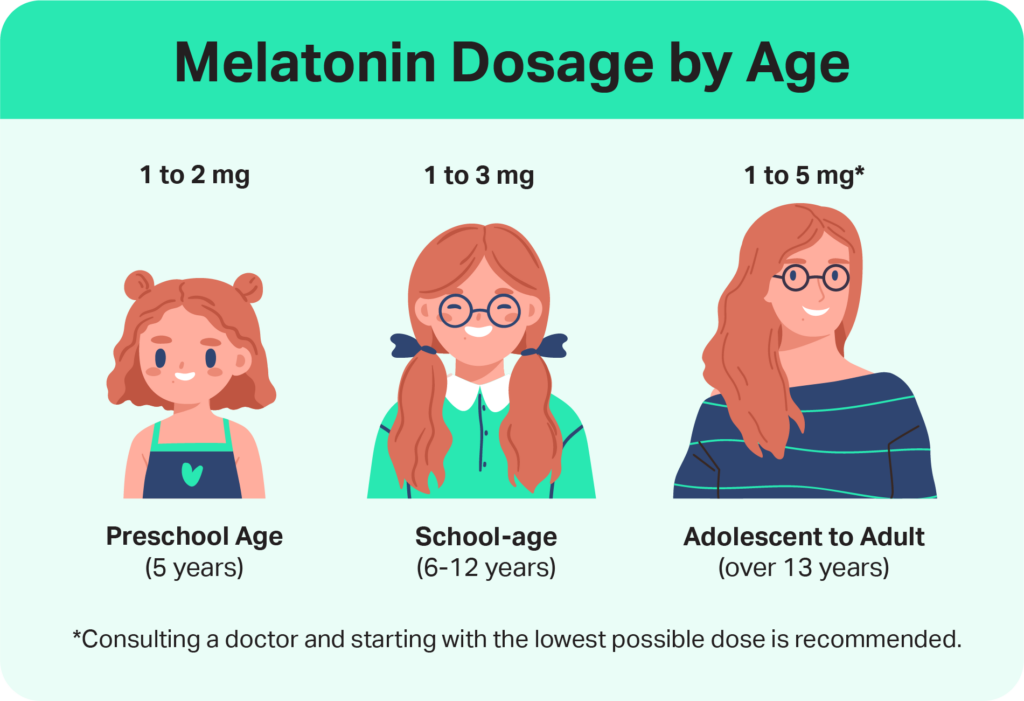 Melatonin Dosage by Age
1 to 2 mg
1 to 3 mg
1 to 5 mg*
Preschool Age
(5 years)
School-age
(6-12 years)
Adolescent to Adult
(over 13 years)
*Consulting a doctor and starting with the lowest possible dose is recommended.